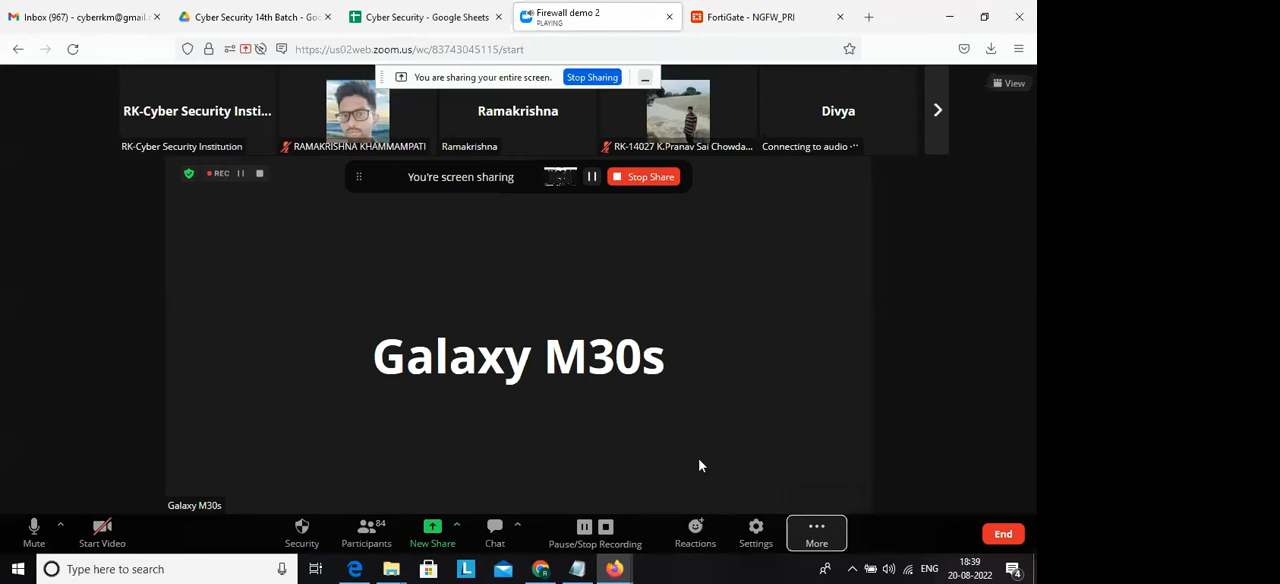 Inbox (967) - cyberrkm@gmail.c
Cyber Security 14th Batch - Goo
Cyber Security - Google Sheets
Firewall demo 2
PLAYING
FortiGate - NGFW_PRI
https://us02web.zoom.us/wc/83743045115/start
You are sharing your entire screen.
Stop Sharing
View
RK-Cyber Security Insti...
Ramakrishna
Divya
RK-Cyber Security Institution
RAMAKRISHNA KHAMMAMPATI
Ramakrishna
RK-14027 K.Pranav Sai Chowda...
Connecting to audio ···
REC
You're screen sharing
Stop Share
Galaxy M30s
Galaxy M30s
Mute
Start Video
Security
84
Participants
New Share
Chat
Pause/Stop Recording
Reactions
Settings
More
End
Type here to search
ENG
18:39
20-08-2022
4